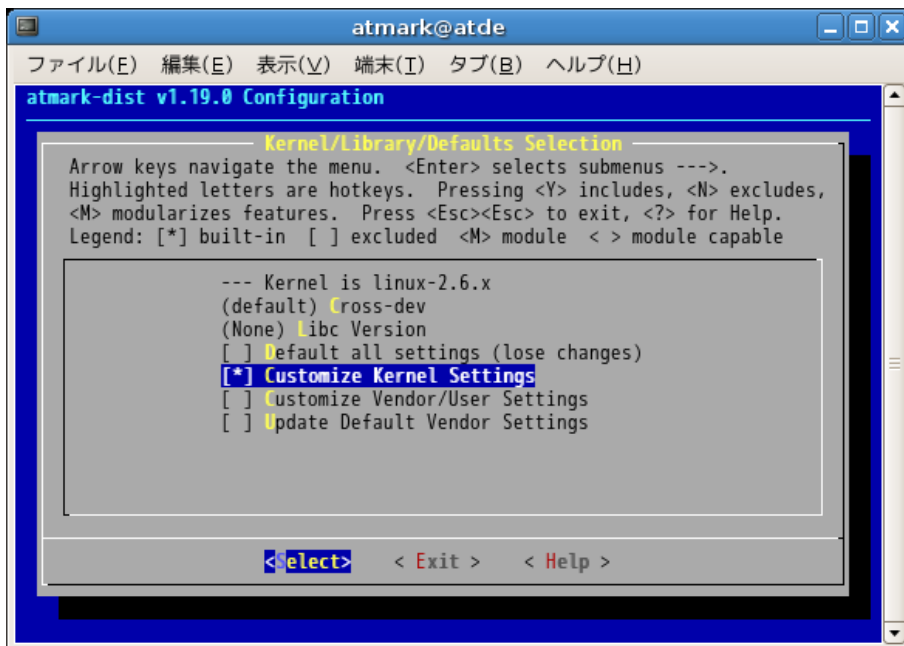 atmark@atde
ファイル(F) 編集(E) 表示(V) 端末(T) タブ(B) ヘルプ(H)
atmark-dist v1.19.0 Configuration
Kernel/Library/Defaults Selection
Arrow keys navigate the menu. <Enter> selects submenus --->.
Highlighted letters are hotkeys. Pressing <Y> includes, <N> excludes,
<M> modularizes features. Press <Esc><Esc> to exit, <?> for Help.
Legend: [*] built-in [ ] excluded <M> module < > module capable
--- Kernel is linux-2.6.x
(default) Cross-dev
(None) Libc Version
[ ] Default all settings (lose changes)
[*] Customize Kernel Settings
[ ] Customize Vendor/User Settings
[ ] Update Default Vendor Settings
<Select> < Exit > < Help >